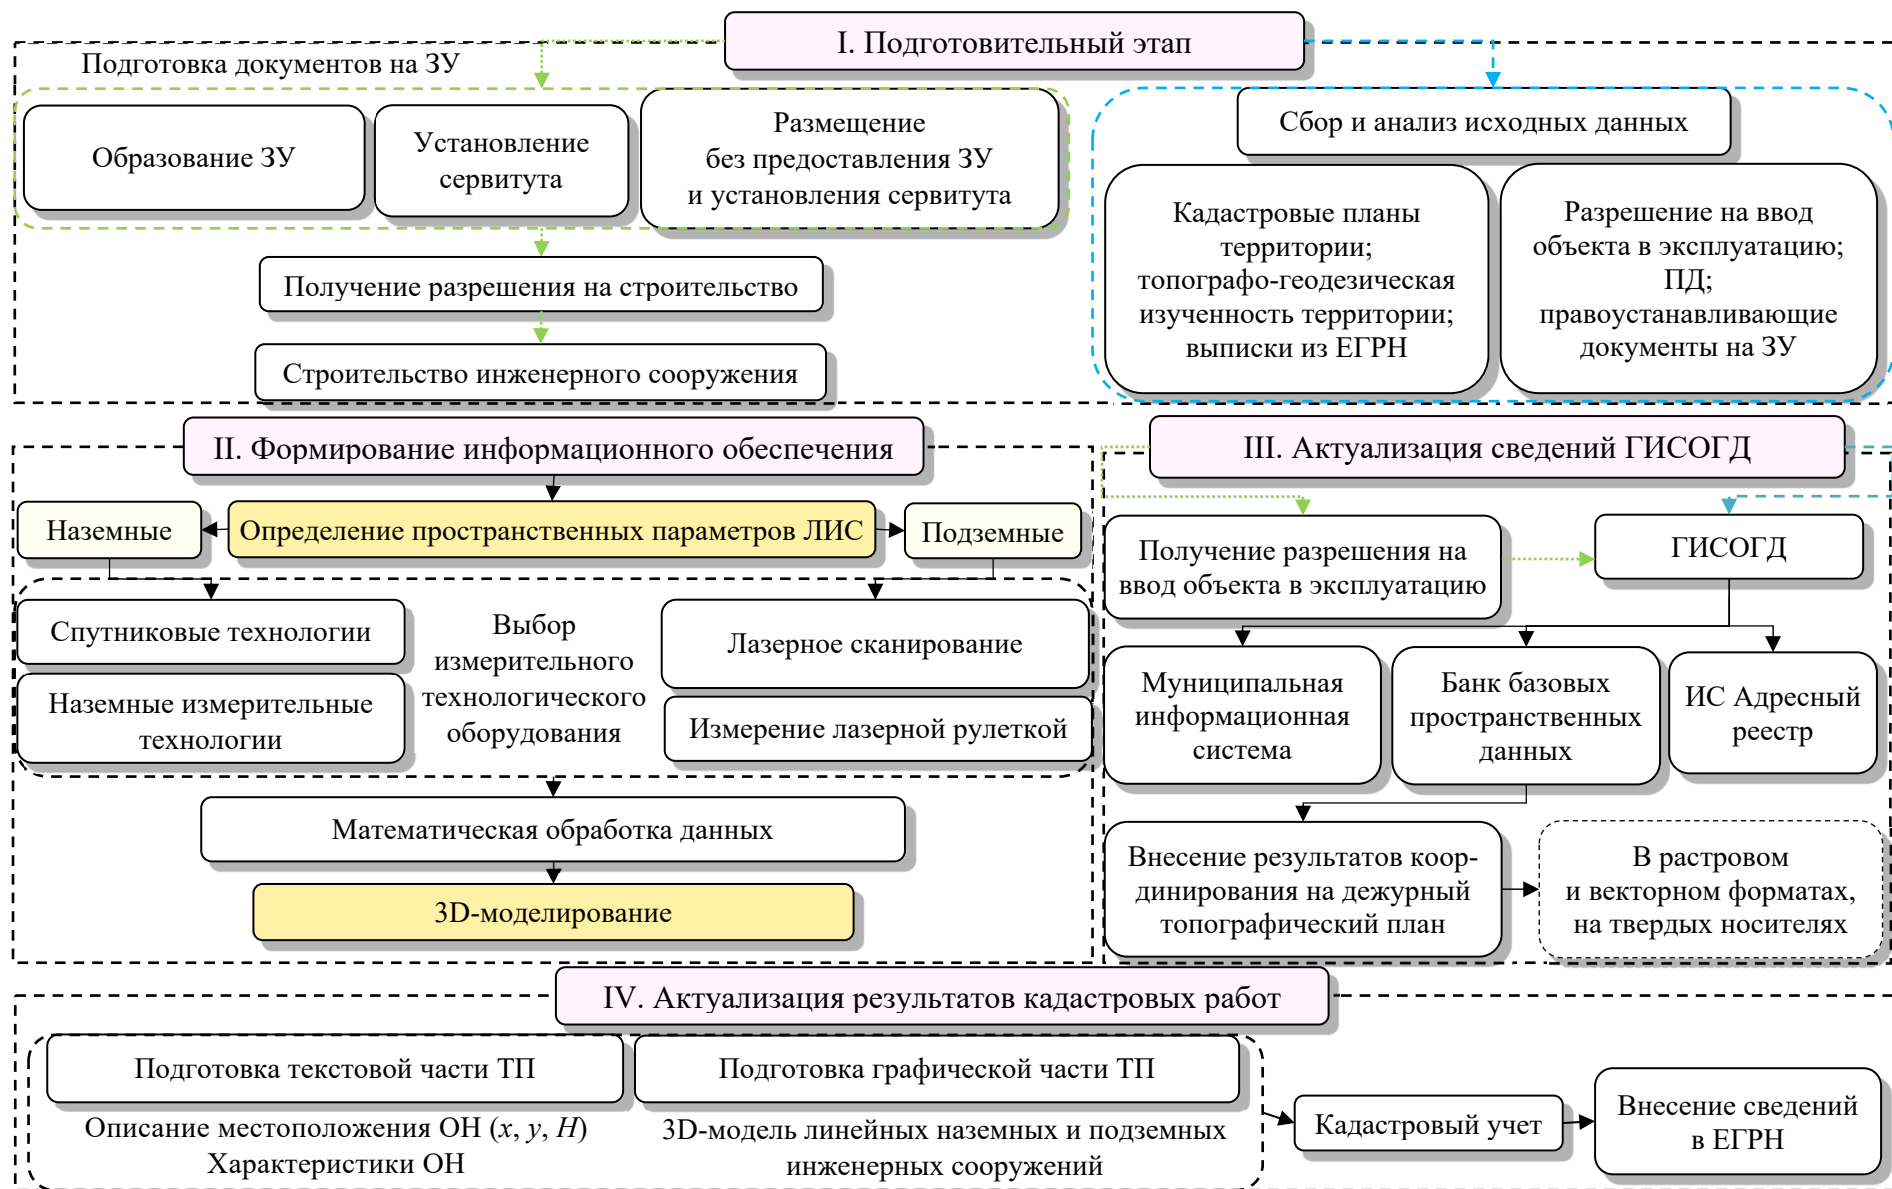 I. Подготовительный этап
Подготовка документов на ЗУ
Образование ЗУ
Установление
сервитута
Размещение
без предоставления ЗУ
и установления сервитута
Получение разрешения на строительство
Строительство инженерного сооружения
Сбор и анализ исходных данных
Кадастровые планы
территории;
топографо-геодезическая
изученность территории;
выписки из ЕГРН
Разрешение на ввод
объекта в эксплуатацию;
ПД;
правоустанавливающие
документы на ЗУ
II. Формирование информационного обеспечения
Наземные
Определение пространственных параметров ЛИС
Подземные
Спутниковые технологии
Наземные измерительные
технологии
Выбор
измерительного
технологического
оборудования
Лазерное сканирование
Измерение лазерной рулеткой
Математическая обработка данных
3D-моделирование
III. Актуализация сведений ГИСОГД
Получение разрешения на
ввод объекта в эксплуатацию
ГИСОГД
Муниципальная
информационная
система
Банк базовых
пространственных
данных
ИС Адресный
реестр
Внесение результатов коор-
динирования на дежурный
топографический план
В растровом
и векторном форматах,
на твердых носителях
IV. Актуализация результатов кадастровых работ
Подготовка текстовой части ТП
Описание местоположения ОН (x, y, H)
Характеристики ОН
Подготовка графической части ТП
3D-модель линейных наземных и подземных
инженерных сооружений
Кадастровый учет
Внесение сведений
в ЕГРН